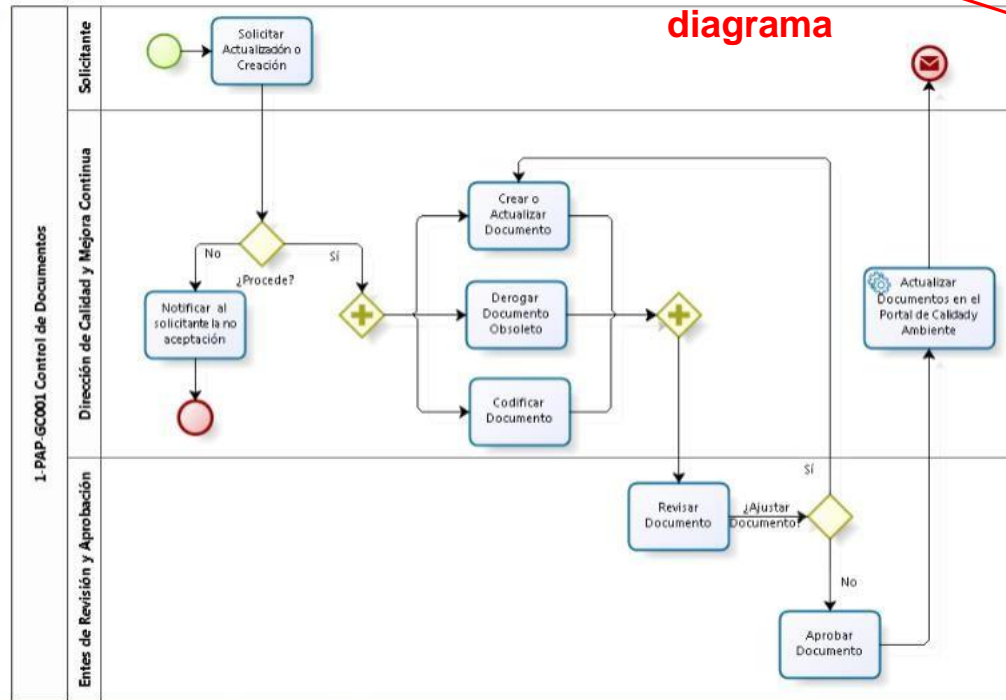 diagrama
1-PAP-GC001 Control de Documentos
Solicitante
Solicitar
Actualización o
Creación
Dirección de Calidad y Mejora Continua
No
¿Procede?
Sí
Notificar al
solicitante la no
aceptación
Crear o
Actualizar
Documento
Derogar
Documento
Obsoleto
Codificar
Documento
Actualizar
Documentos en el
Portal de Calidad y
Ambiente
Entes de Revisión y Aprobación
Revisar
Documento
¿Ajustar
Documento?
Sí
No
Aprobar
Documento